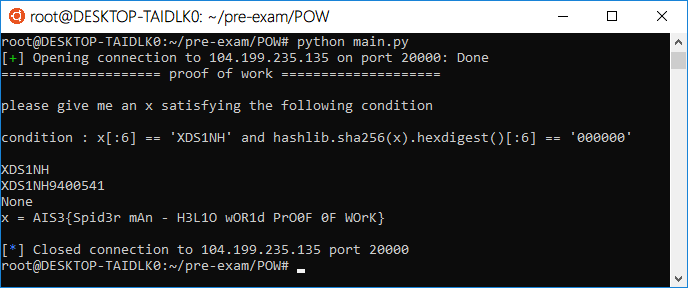 root@DESKTOP-TAIDLK0: ~/pre-exam/POW
root@DESKTOP-TAIDLK0:~/pre-exam/POW# python main.py
[+] Opening connection to 104.199.235.135 on port 20000: Done
==================== proof of work ====================
please give me an x satisfying the following condition
condition : x[:6] == 'XDS1NH' and hashlib.sha256(x).hexdigest()[:6] == '000000'
XDS1NH
XDS1NH9400541
None
x = AIS3{Spid3r mAn - H3L1O wOR1d PrO0F 0F WOrK}
[*] Closed connection to 104.199.235.135 port 20000
root@DESKTOP-TAIDLK0:~/pre-exam/POW#